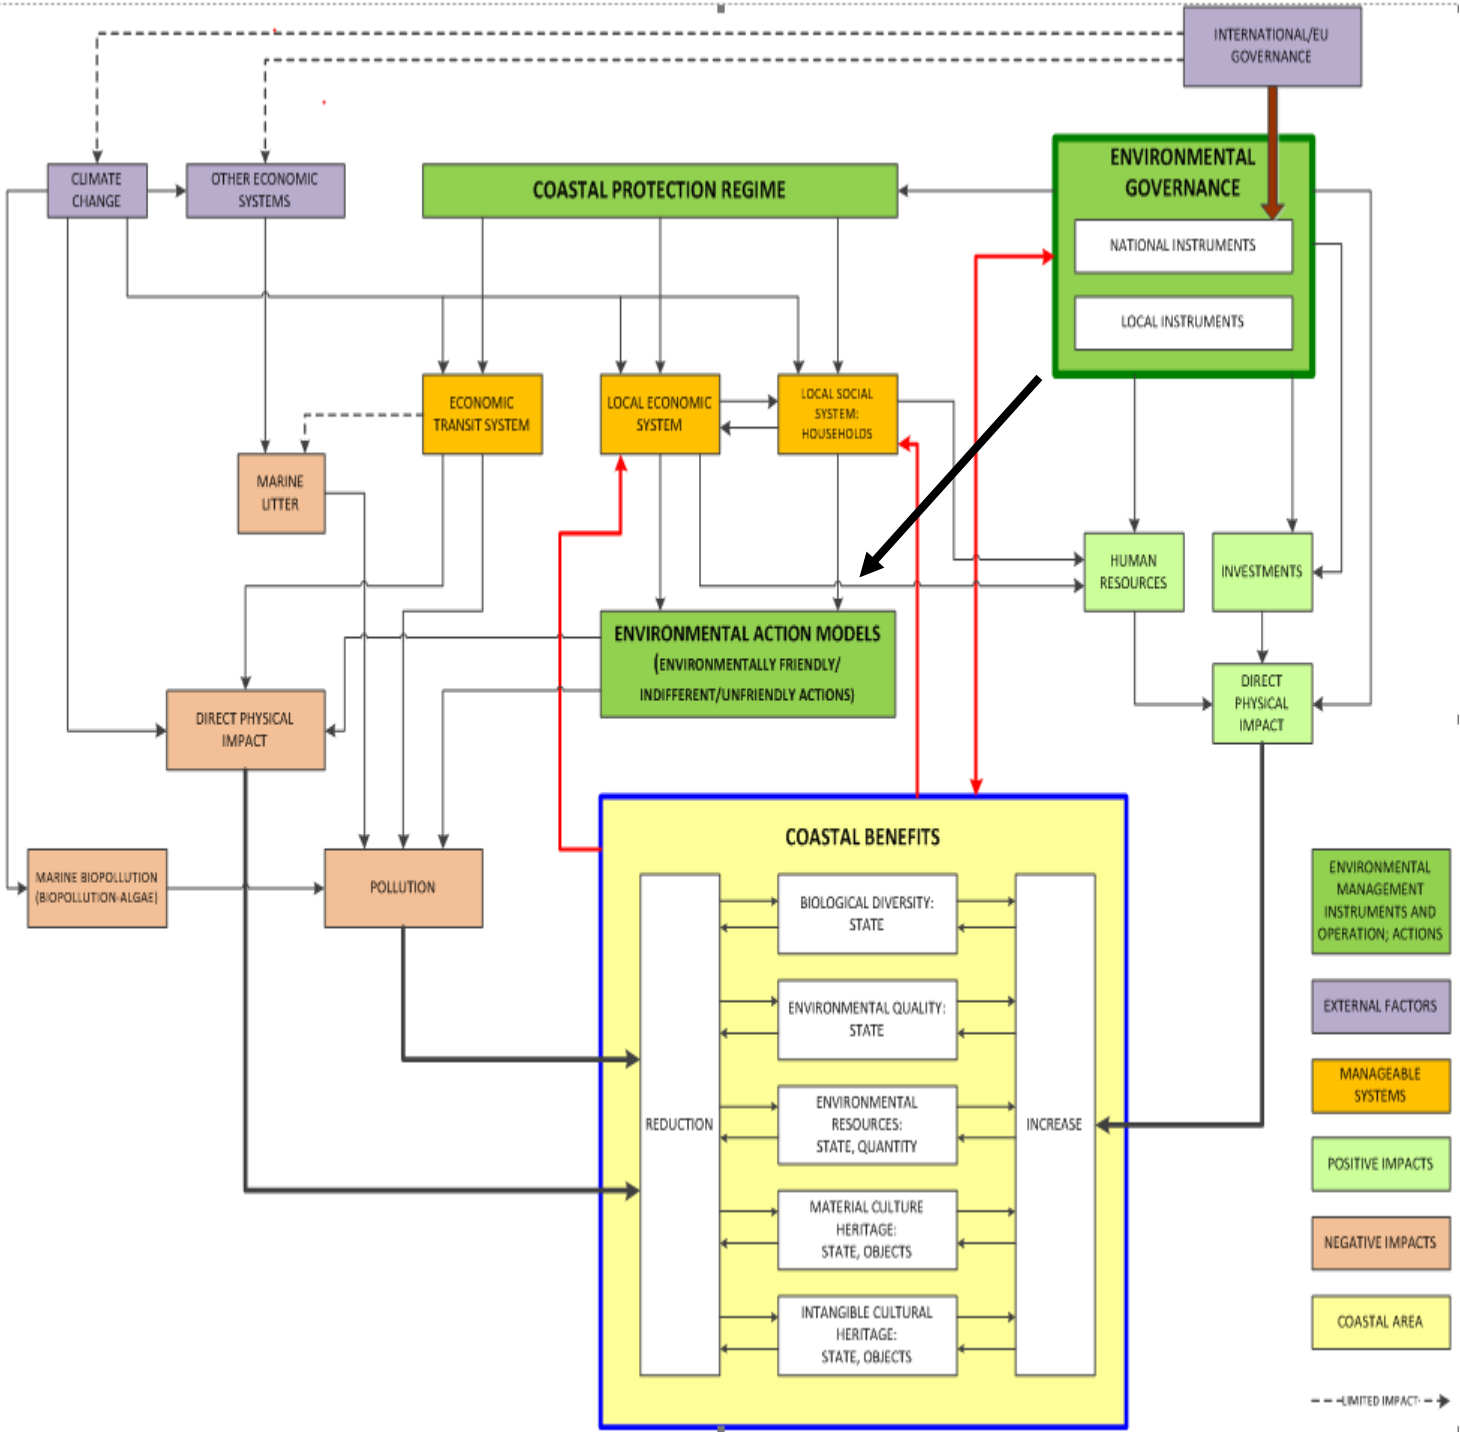 INTERNATIONAL/EU
GOVERNANCE
CLIMATE
CHANGE
OTHER ECONOMIC
SYSTEMS
COASTAL PROTECTION REGIME
ENVIRONMENTAL
GOVERNANCE
NATIONAL INSTRUMENTS
LOCAL INSTRUMENTS
ECONOMIC
TRANSIT SYSTEM
LOCAL ECONOMIC
SYSTEM
LOCAL SOCIAL
SYSTEM:
HOUSEHOLDS
MARINE
LITTER
HUMAN
RESOURCES
INVESTMENTS
ENVIRONMENTAL ACTION MODELS
(ENVIRONMENTALLY FRIENDLY/
INDIFFERENT/UNFRIENDLY ACTIONS)
DIRECT PHYSICAL
IMPACT
DIRECT
PHYSICAL
IMPACT
MARINE BIOPOLLUTION
(BIOPOLLUTION-ALGAE)
POLLUTION
COASTAL BENEFITS
REDUCTION
BIOLOGICAL DIVERSITY:
STATE
ENVIRONMENTAL QUALITY:
STATE
ENVIRONMENTAL
RESOURCES:
STATE, QUANTITY
MATERIAL CULTURE
HERITAGE:
STATE, OBJECTS
INTANGIBLE CULTURAL
HERITAGE:
STATE, OBJECTS
INCREASE
ENVIRONMENTAL
MANAGEMENT
INSTRUMENTS AND
OPERATION; ACTIONS
EXTERNAL FACTORS
MANAGEABLE
SYSTEMS
POSITIVE IMPACTS
NEGATIVE IMPACTS
COASTAL AREA
LIMITED IMPACT